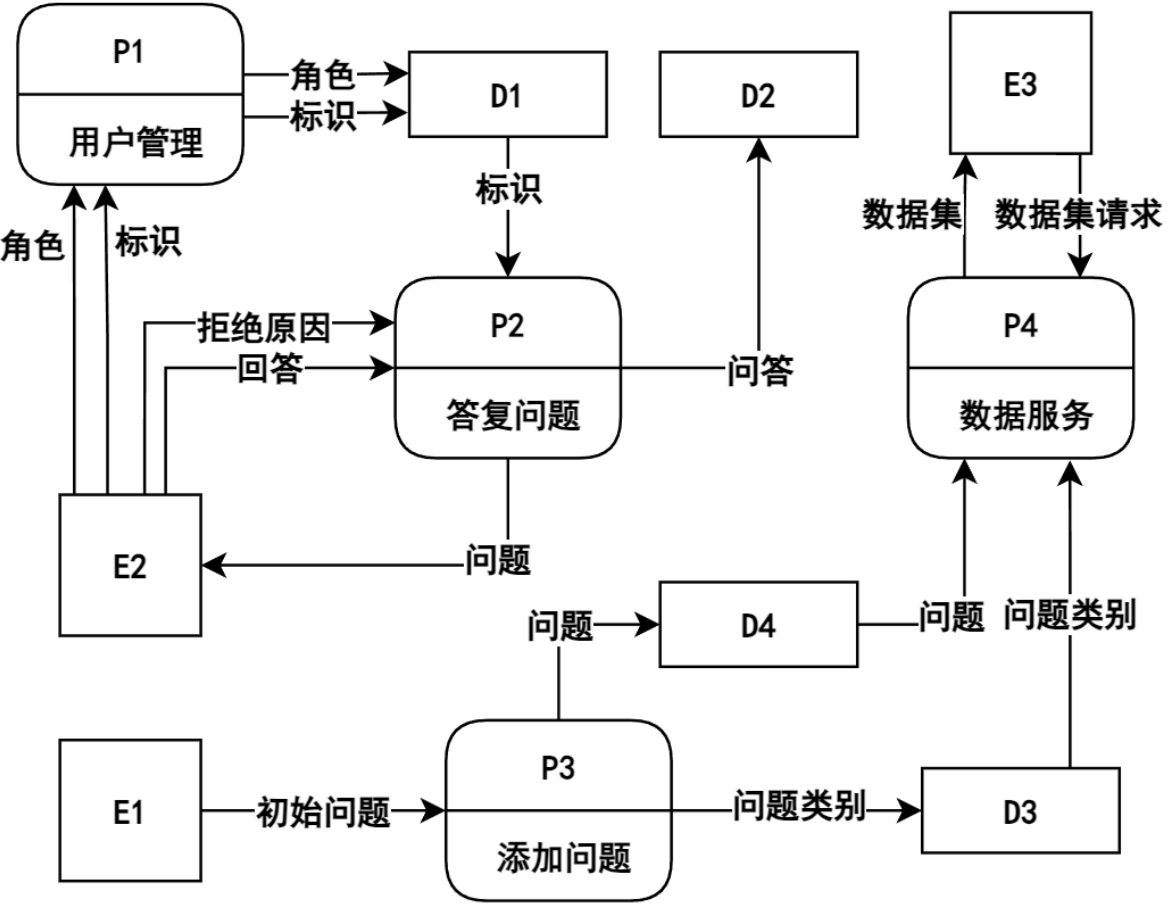 P1
用户管理
角色
标识
D1
D2
E3
标识
数据集
数据集请求
角色
标识
拒绝原因
回答
P2
答复问题
问答
P4
数据服务
E2
问题
问题
D4
问题
问题类别
E1
初始问题
P3
添加问题
问题类别
D3